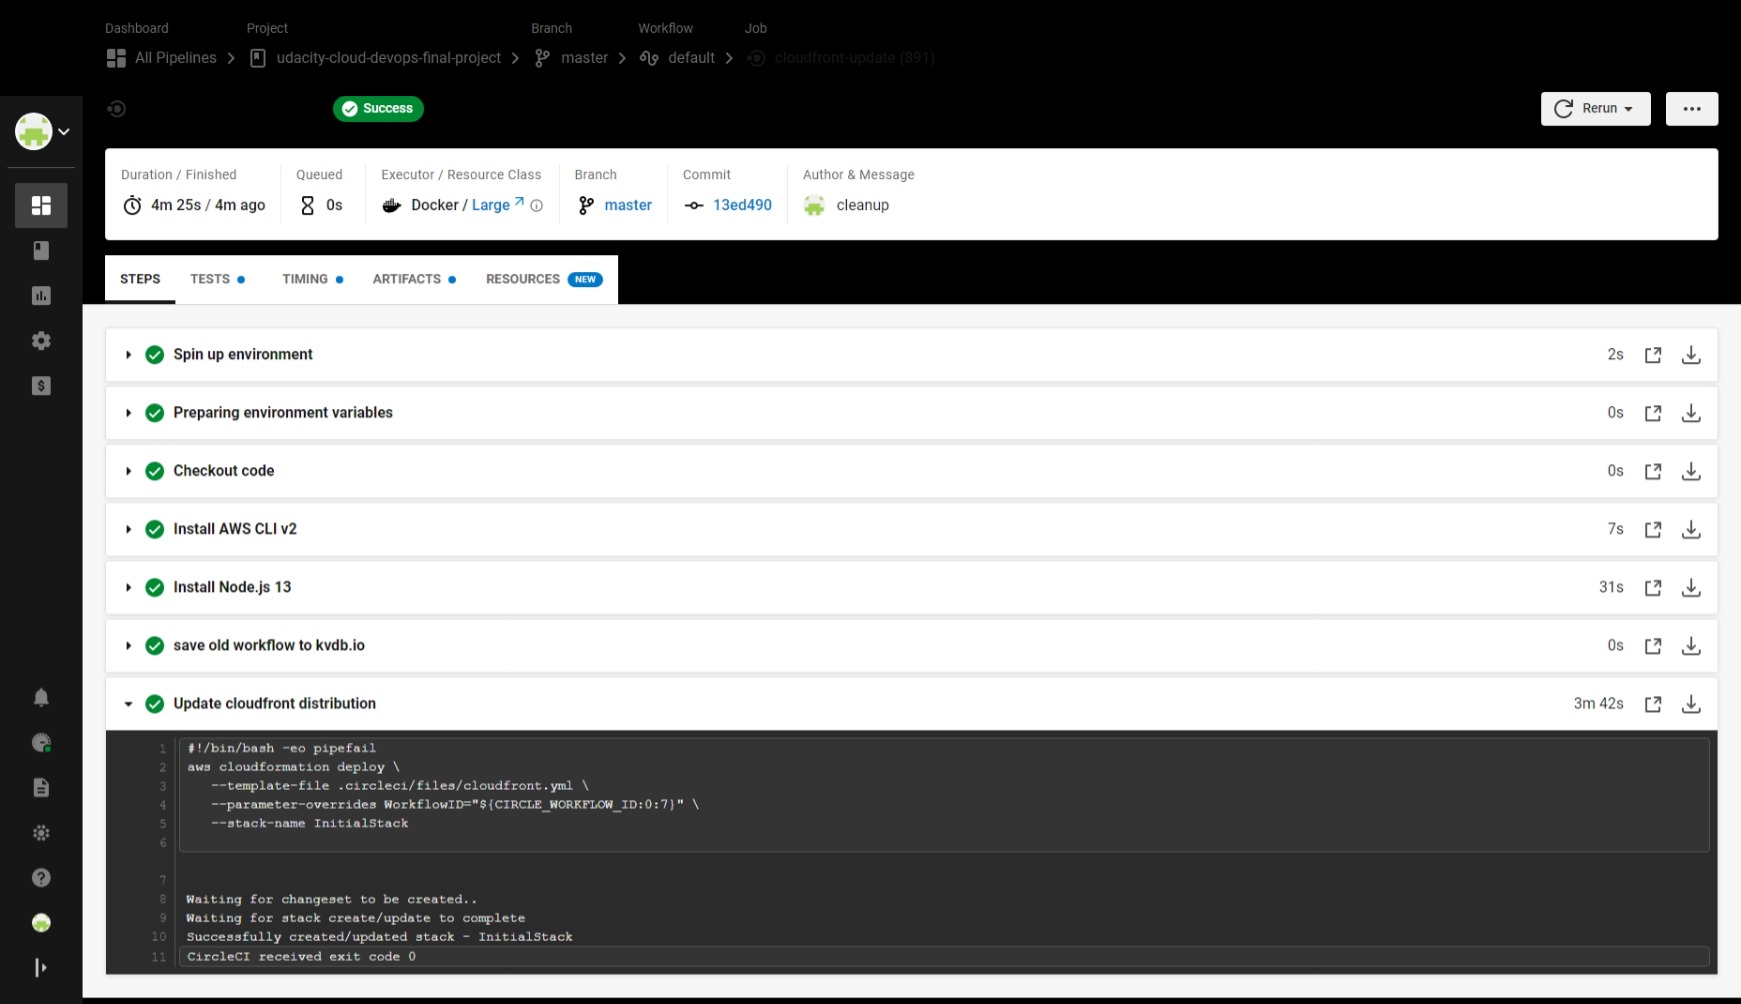 Dashboard Project Branch Workflow Job
All Pipelines udacity-cloud-devops-final-project master default cloudfront-update (891)
Success
Rerun
Duration / Finished Queued Executor / Resource Class Branch Commit Author & Message
4m 25s / 4m ago 0s Docker / Large master 13ed490 cleanup
STEPS TESTS TIMING ARTIFACTS RESOURCES NEW
Spin up environment 2s
Preparing environment variables 0s
Checkout code 0s
Install AWS CLI v2 7s
Install Node.js 13 31s
save old workflow to kvdb.io 0s
Update cloudfront distribution 3m 42s
1 #!/bin/bash -eo pipefail
2 aws cloudformation deploy \
3 --template-file .circleci/files/cloudfront.yml \
4 --parameter-overrides WorkflowID="${CIRCLE_WORKFLOW_ID:0:7}" \
5 --stack-name InitialStack
6
7
8 Waiting for changeset to be created..
9 Waiting for stack create/update to complete
10 Successfully created/updated stack - InitialStack
11 CircleCI received exit code 0